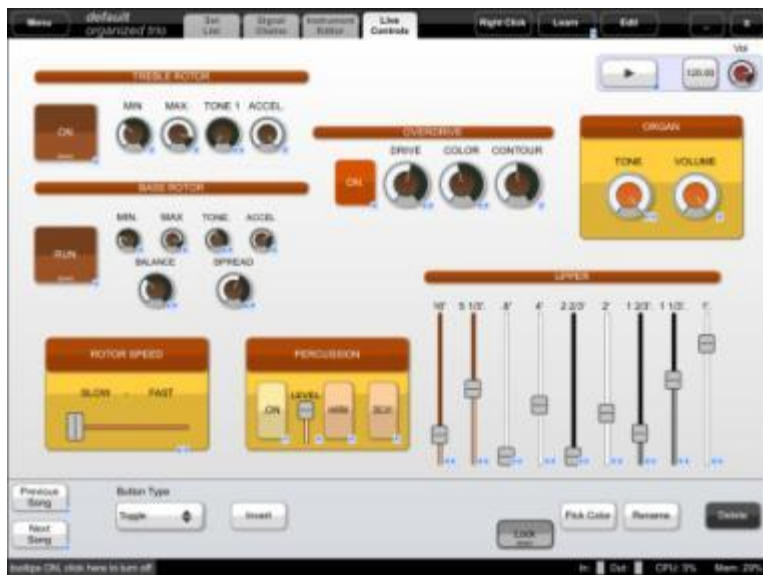 Menu
default
organized trio
Set List
Signal Chains
Instrument Editor
Live Controls
Right Click
Learn
Edit
Vol
120.00
TREBLE ROTOR
ON
MIN
MAX
TONE 1
ACCEL.
OVERDRIVE
ON
DRIVE
COLOR
CONTOUR
ORGAN
TONE
VOLUME
BASS ROTOR
RUN
MIN.
MAX
TONE.
ACCEL
BALANCE
SPREAD
UPPER
16'
5 1/3'.
.8'
4'
2 2/3'
2'
1 3/5'.
1 1/3'.
1'.
ROTOR SPEED
SLOW - FAST
PERCUSSION
.ON
LEVEL
Previous Song
Next Song
Button Type
Toggle
Invert
Lock
Pick Color
Rename
Delete
tooltips ON, click here to turn off
In: Out: CPU: 5% Mem: 29%